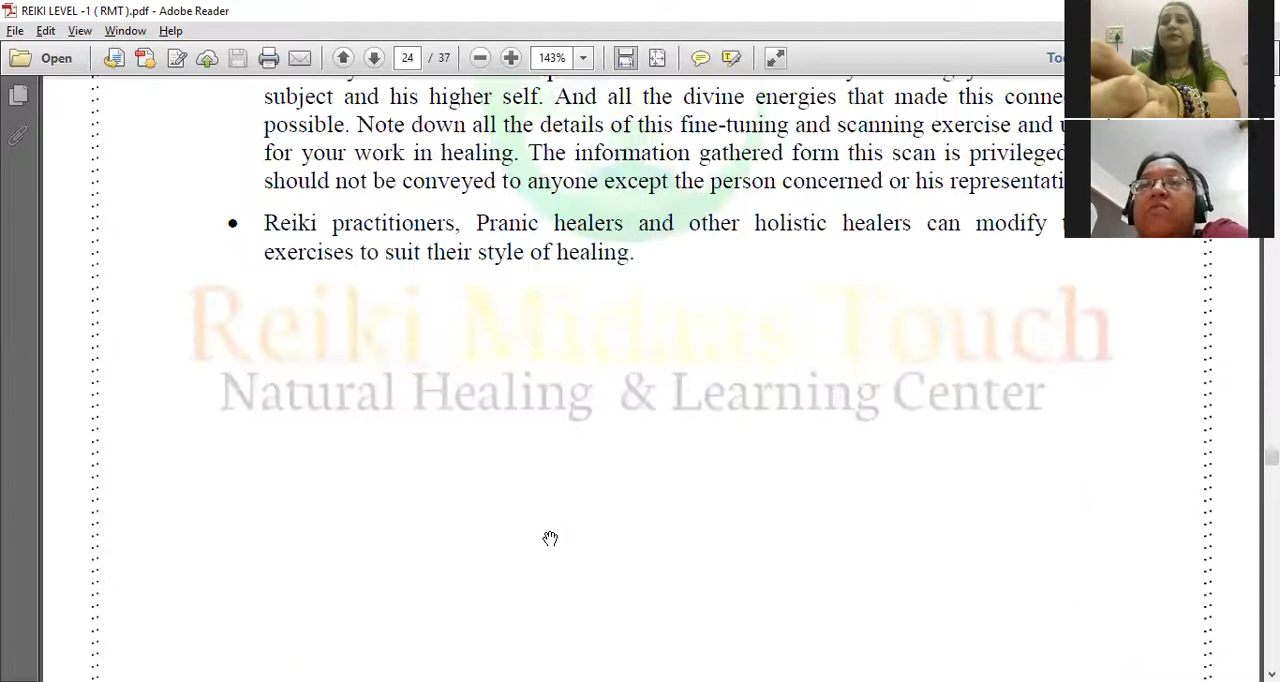 REIKI LEVEL -1 ( RMT ).pdf - Adobe Reader
File Edit View Window Help
Open 24 / 37 143%
subject and his higher self. And all the divine energies that made this
possible. Note down all the details of this fine-tuning and scanning exercise and
for your work in healing. The information gathered form this scan is privileged
should not be conveyed to anyone except the person concerned or his
• Reiki practitioners, Pranic healers and other holistic healers can modify
exercises to suit their style of healing.
Reiki Midaas Touch
Natural Healing & Learning Center